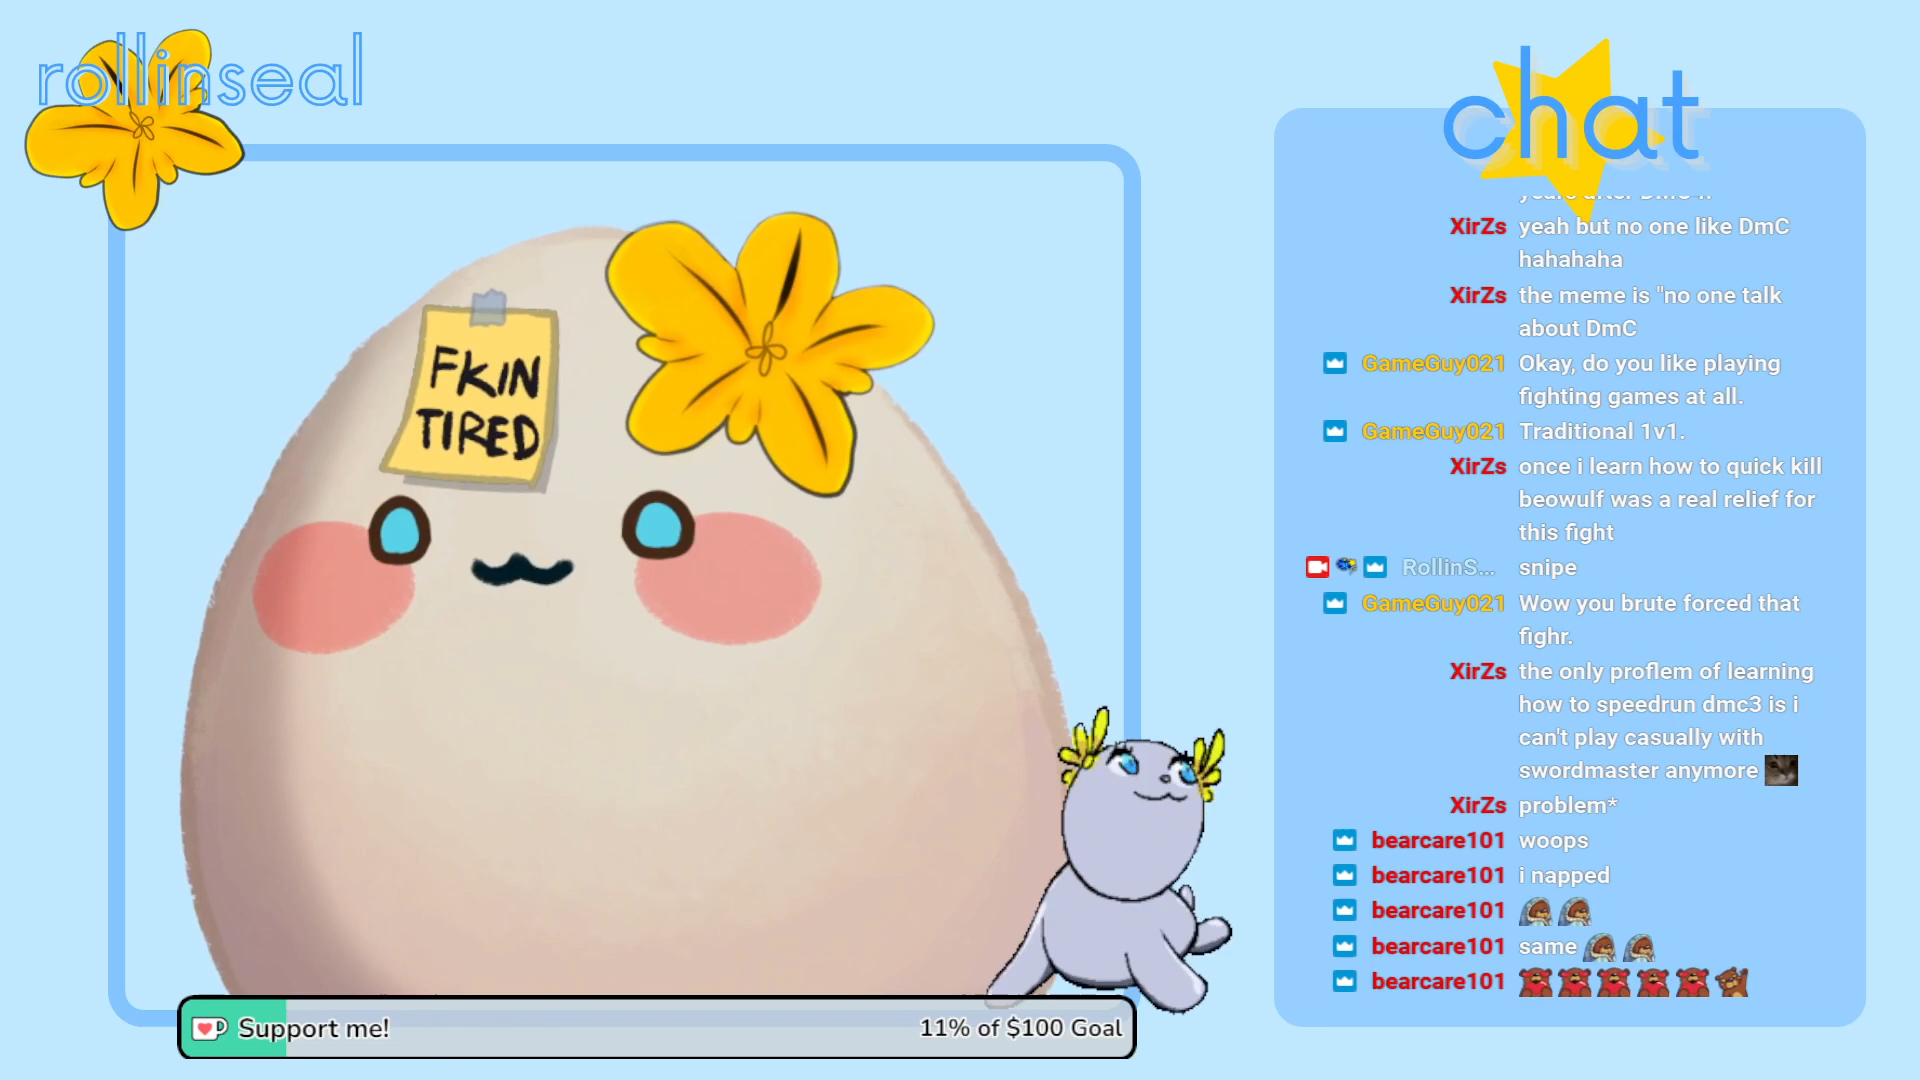 rollinseal
chat
FKIN
TIRED
XirZs yeah but no one like DmC
hahahaha
XirZs the meme is "no one talk
about DmC
GameGuy021 Okay, do you like playing
fighting games at all.
GameGuy021 Traditional 1v1.
XirZs once i learn how to quick kill
beowulf was a real relief for
this fight
RollinS... snipe
GameGuy021 Wow you brute forced that
fighr.
XirZs the only proflem of learning
how to speedrun dmc3 is i
can't play casually with
swordmaster anymore
XirZs problem*
bearcare101 woops
bearcare101 i napped
bearcare101
bearcare101 same
bearcare101
Support me! 11% of $100 Goal